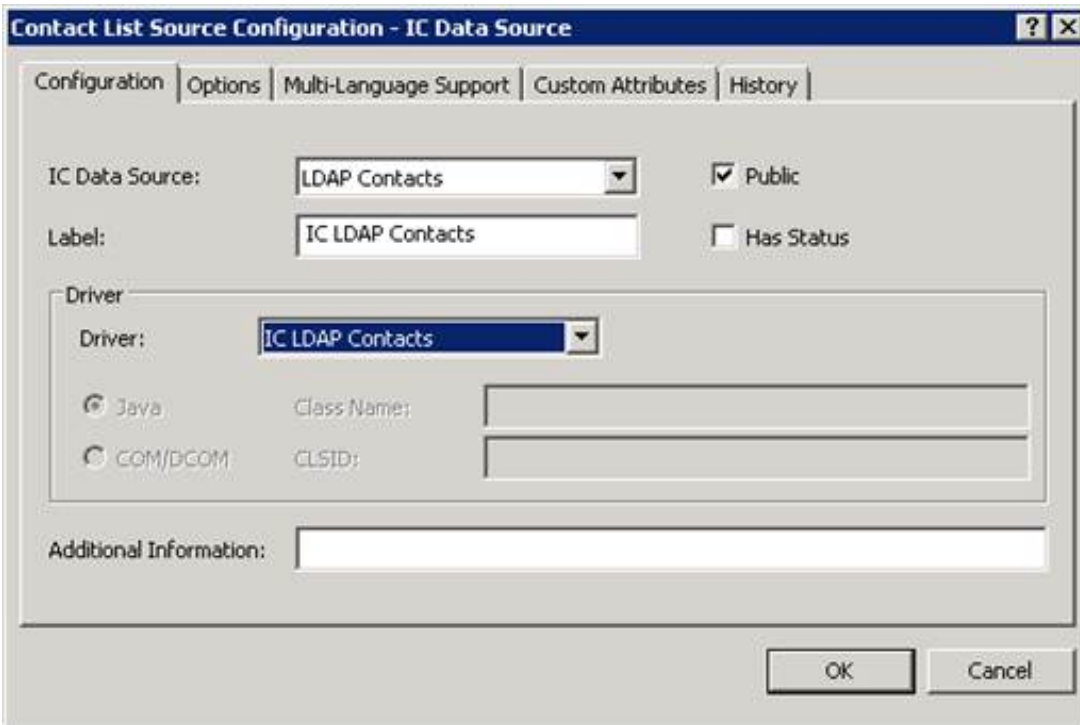 Contact List Source Configuration - IC Data Source
Configuration Options Multi-Language Support Custom Attributes History
IC Data Source: LDAP Contacts Public
Label: IC LDAP Contacts Has Status
Driver
Driver: IC LDAP Contacts
Java Class Name:
COM/DCOM CLSID:
Additional Information:
OK Cancel